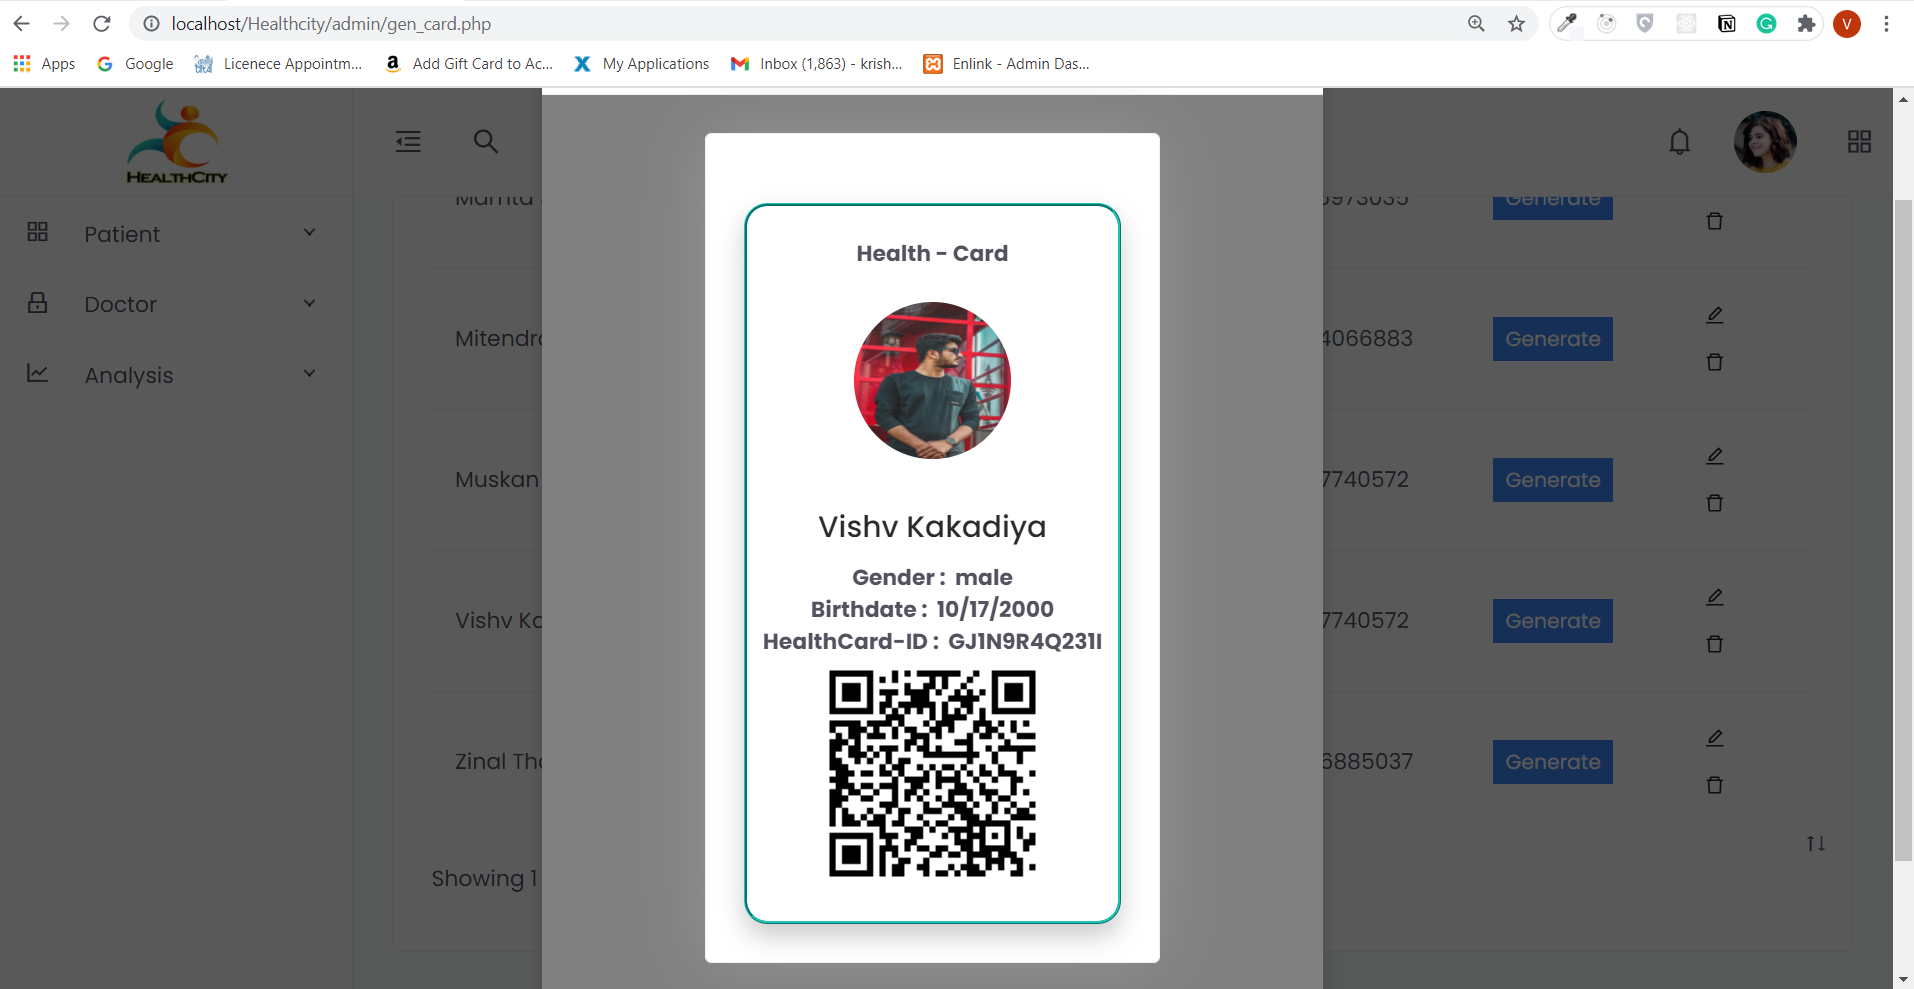 localhost/Healthcity/admin/gen_card.php
V
Apps
Google
Licenece Appointm...
Add Gift Card to Ac...
My Applications
Inbox (1,863) - krish...
Enlink - Admin Das...
HEALTHCITY
Patient
Doctor
Analysis
Generate
Mitendr
4066883
Generate
Muskan
7740572
Generate
Vishv Ka
7740572
Generate
Zinal Tha
6885037
Generate
Showing 1
Health - Card
Vishv Kakadiya
Gender : male
Birthdate : 10/17/2000
HealthCard-ID : GJ1N9R4Q231I